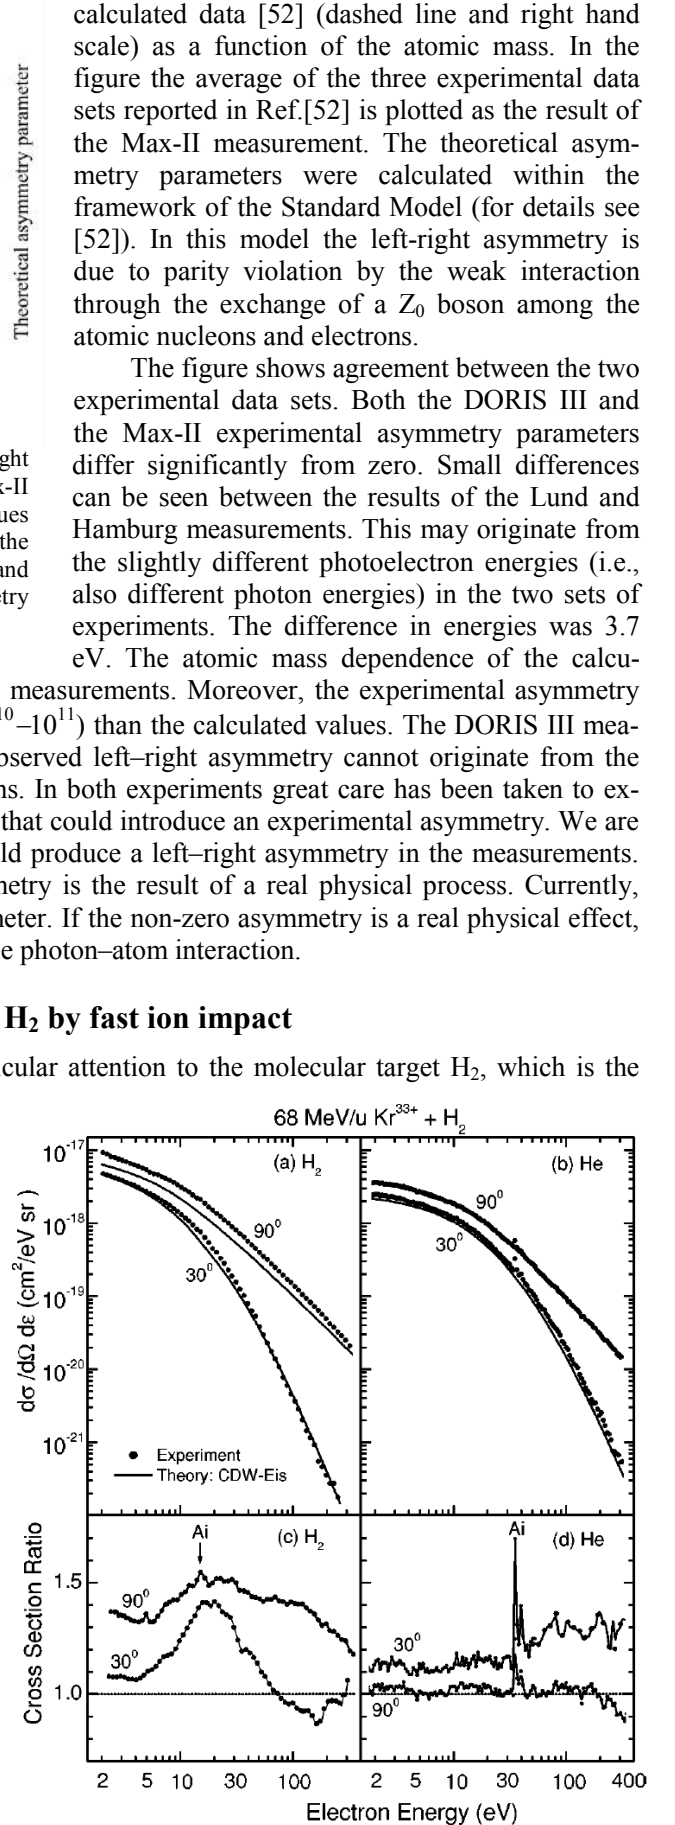 calculated data [52] (dashed line and right hand
scale) as a function of the atomic mass. In the
figure the average of the three experimental data
sets reported in Ref.[52] is plotted as the result of
the Max-II measurement. The theoretical asym-
metry parameters were calculated within the
framework of the Standard Model (for details see
[52]). In this model the left-right asymmetry is
due to parity violation by the weak interaction
through the exchange of a Z₀ boson among the
atomic nucleons and electrons.
Theoretical asymmetry parameter
The figure shows agreement between the two
experimental data sets. Both the DORIS III and
the Max-II experimental asymmetry parameters
differ significantly from zero. Small differences
can be seen between the results of the Lund and
Hamburg measurements. This may originate from
the slightly different photoelectron energies (i.e.,
also different photon energies) in the two sets of
experiments. The difference in energies was 3.7
eV. The atomic mass dependence of the calcu-
ght
x-II
ues
the
and
etry
measurements. Moreover, the experimental asymmetry
¹⁰–10¹¹) than the calculated values. The DORIS III mea-
bserved left–right asymmetry cannot originate from the
ns. In both experiments great care has been taken to ex-
that could introduce an experimental asymmetry. We are
ld produce a left–right asymmetry in the measurements.
netry is the result of a real physical process. Currently,
neter. If the non-zero asymmetry is a real physical effect,
e photon–atom interaction.
H₂ by fast ion impact
cular attention to the molecular target H₂, which is the
68 MeV/u Kr³³⁺ + H₂
(a) H₂
(b) He
10⁻¹⁷
10⁻¹⁸
10⁻¹⁹
10⁻²⁰
10⁻²¹
dσ/dΩ dε (cm²/eV sr )
90⁰
30⁰
90⁰
30⁰
Experiment
Theory: CDW-Eis
Cross Section Ratio
1.5
1.0
Ai
(c) H₂
90⁰
30⁰
Ai
(d) He
30⁰
90⁰
2 5 10 30 100 2 5 10 30 100 400
Electron Energy (eV)